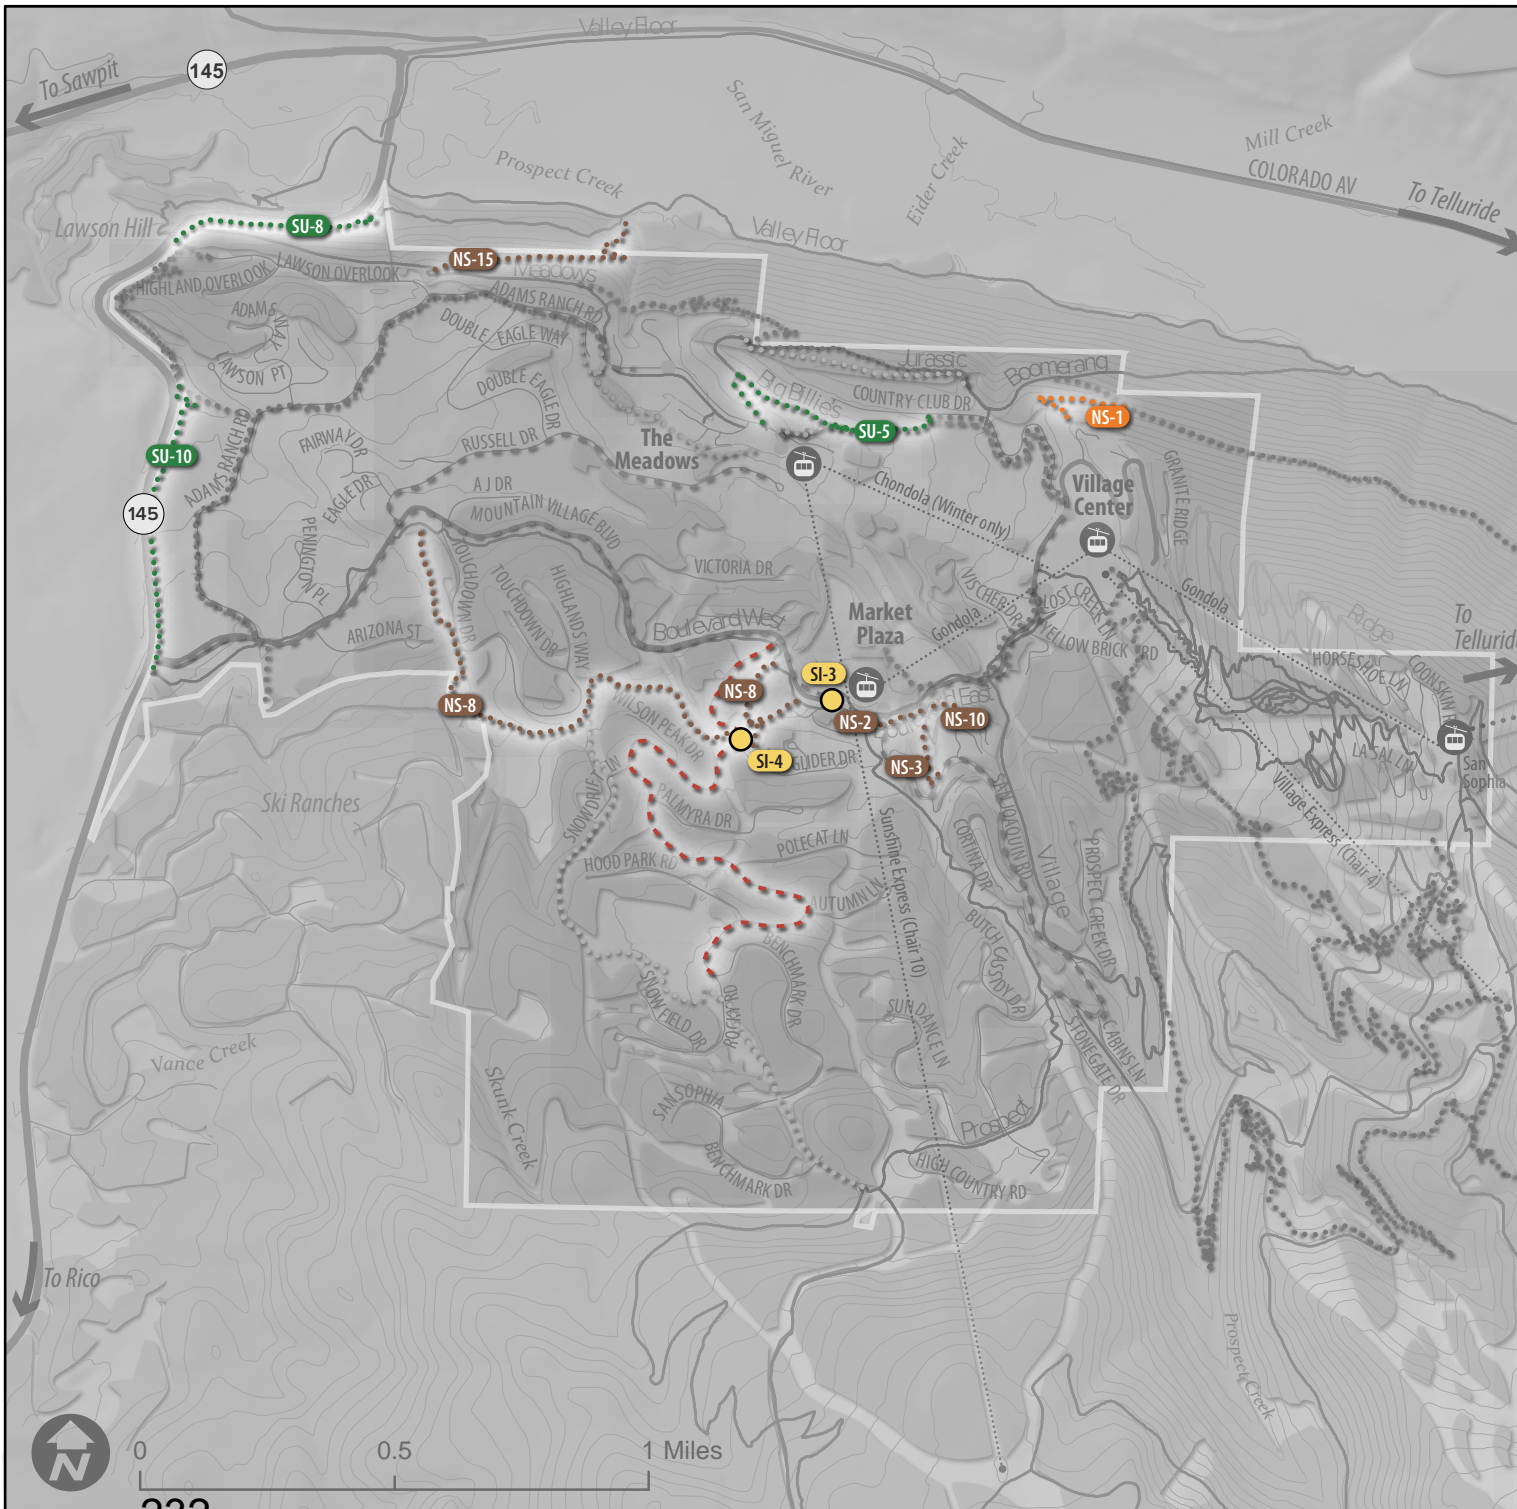 Valley Floor
To Sawpit
145
San Miguel River
Prospect Creek
Eider Creek
Mill Creek
COLORADO AV
To Telluride
Lawson Hill
SU-8
Valley Floor
NS-15
LAWSON OVERLOOK
HIGHLAND OVERLOOK
Meadows
ADAMS RANCH RD
ADAMS WAY
DOUBLE EAGLE WAY
LAWSON PT
DOUBLE EAGLE DR
Jurassic
Boomerang
Big Billie's
COUNTRY CLUB DR
NS-1
SU-5
SU-10
ADAMS RANCH RD
FAIRWAY DR
RUSSELL DR
The
Meadows
EAGLE DR
A J DR
MOUNTAIN VILLAGE BLVD
145
Chondola (Winter only)
Village
Center
GRANITE RIDGE
PENINGTON PL
TOUCHDOWN DR
TOUCHDOWN DR
HIGHLANDS WAY
VICTORIA DR
ARIZONA ST
Boulevard West
Market
Plaza
Gondola
VISCHER DR
LOST CREEK LN
YELLOW BRICK RD
Gondola
Ridge
To
Telluride
HORSESHOE LN
COONSKIN
SI-3
NS-8
NS-8
WILSON PEAK DR
NS-2
East
NS-10
SI-4
GLIDER DR
NS-3
LA SAL LN
San
Sophia
Village Express (Chair 4)
Ski Ranches
SNOWDRIFT LN
PALMYRA DR
HOOD PARK RD
POLECAT LN
AUTUMN LN
Sunshine Express (Chair 10)
CORTINA DR
SAN JOAQUIN RD
Village
PROSPECT CREEK DR
BUTCH CASSIDY DR
BENCHMARK DR
SNOWFIELD DR
ROCKY RD
SUNDANCE LN
CABINS LN
STONEGATE DR
Vance Creek
Skunk Creek
SAN SOPHIA
BENCHMARK DR
Prospect
HIGH COUNTRY RD
To Rico
Prospect Creek
N
0 0.5 1 Miles
232